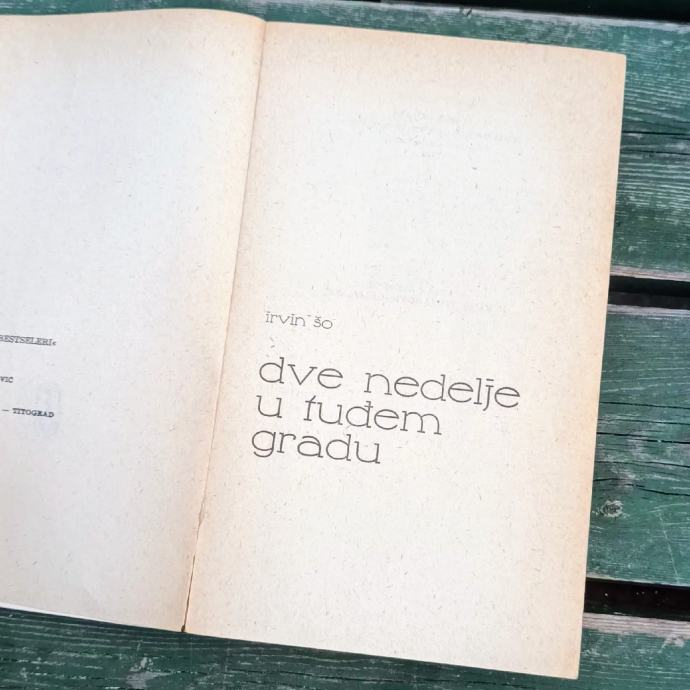 BESTSELERI«
VIĆ
— TITOGRAD
irvin šo
dve nedelje
u tuđem
gradu